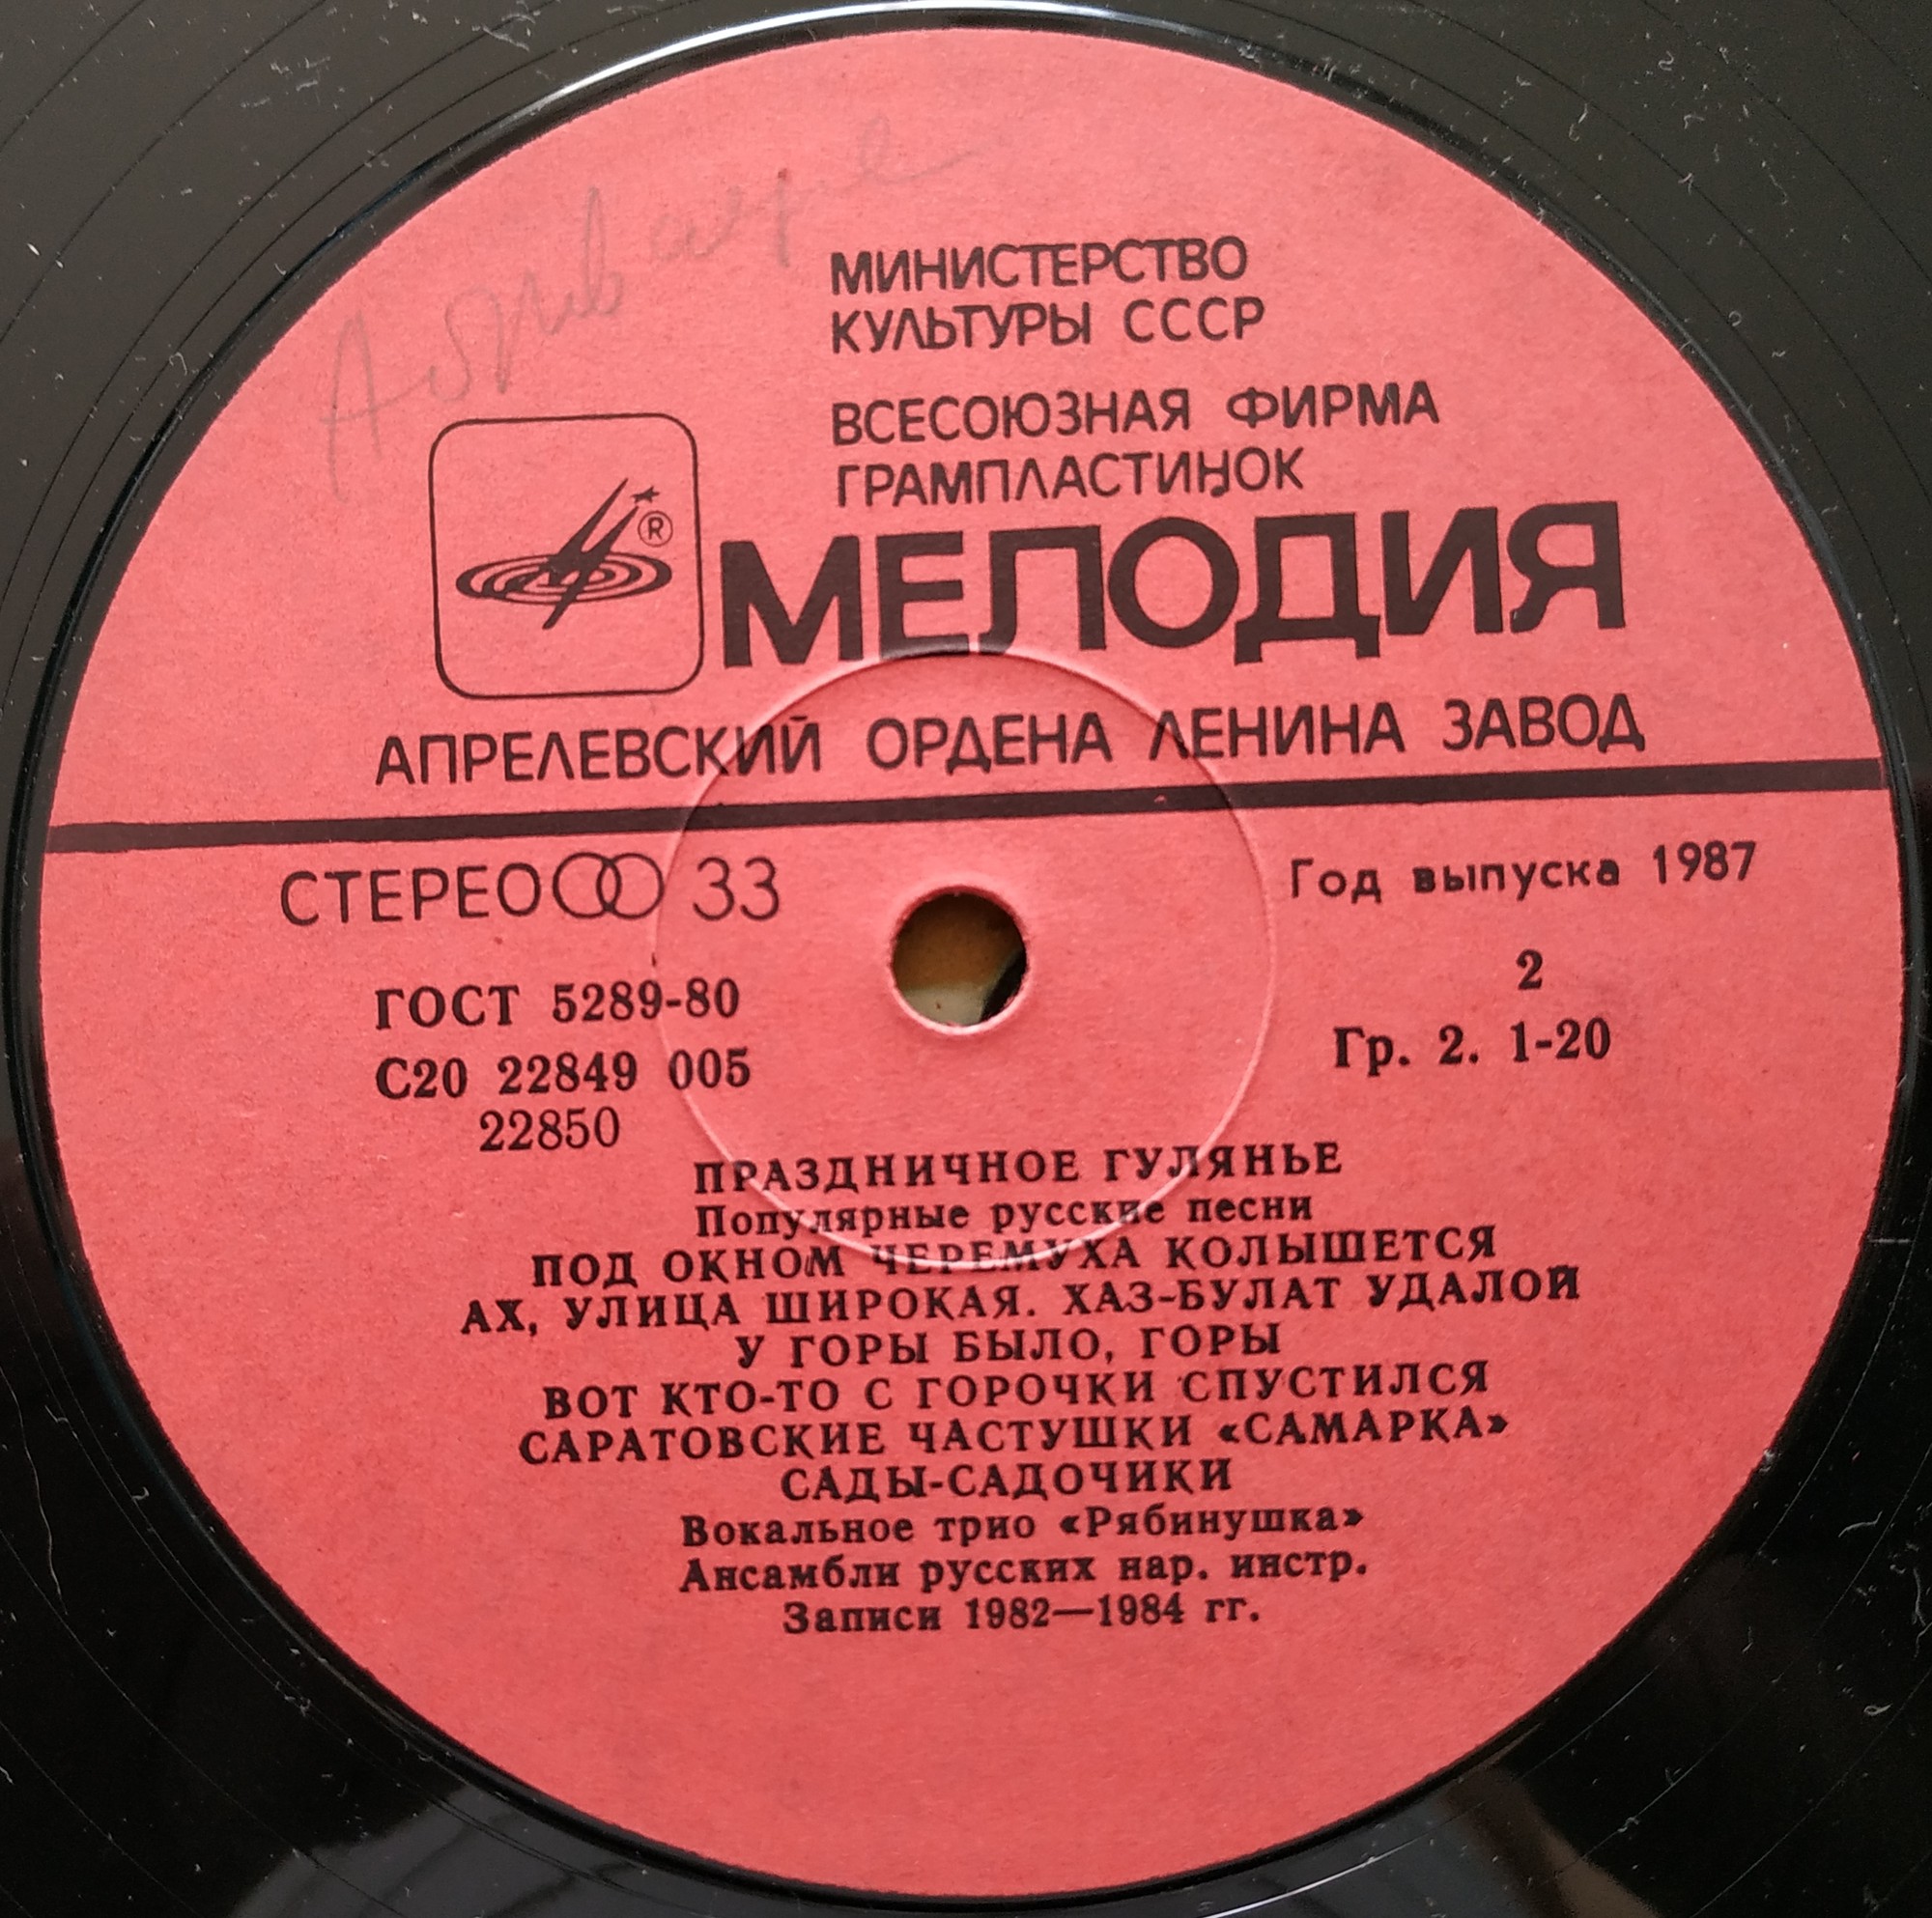 МИНИСТЕРСТВО
КУЛЬТУРЫ СССР
ВСЕСОЮЗНАЯ ФИРМА
ГРАМПЛАСТИНОК
®
МЕЛОДИЯ
АПРЕЛЕВСКИЙ ОРДЕНА ЛЕНИНА ЗАВОД
СТЕРЕО 33
Год выпуска 1987
ГОСТ 5289-80
2
С20 22849 005
Гр. 2. 1-20
22850
ПРАЗДНИЧНОЕ ГУЛЯНЬЕ
Популярные русские песни
ПОД ОКНОМ ЧЕРЕМУХА КОЛЫШЕТСЯ
АХ, УЛИЦА ШИРОКАЯ. ХАЗ-БУЛАТ УДАЛОЙ
У ГОРЫ БЫЛО, ГОРЫ
ВОТ КТО-ТО С ГОРОЧКИ СПУСТИЛСЯ
САРАТОВСКИЕ ЧАСТУШКИ «САМАРКА»
САДЫ-САДОЧИКИ
Вокальное трио «Рябинушка»
Ансамбли русских нар. инстр.
Записи 1982—1984 гг.